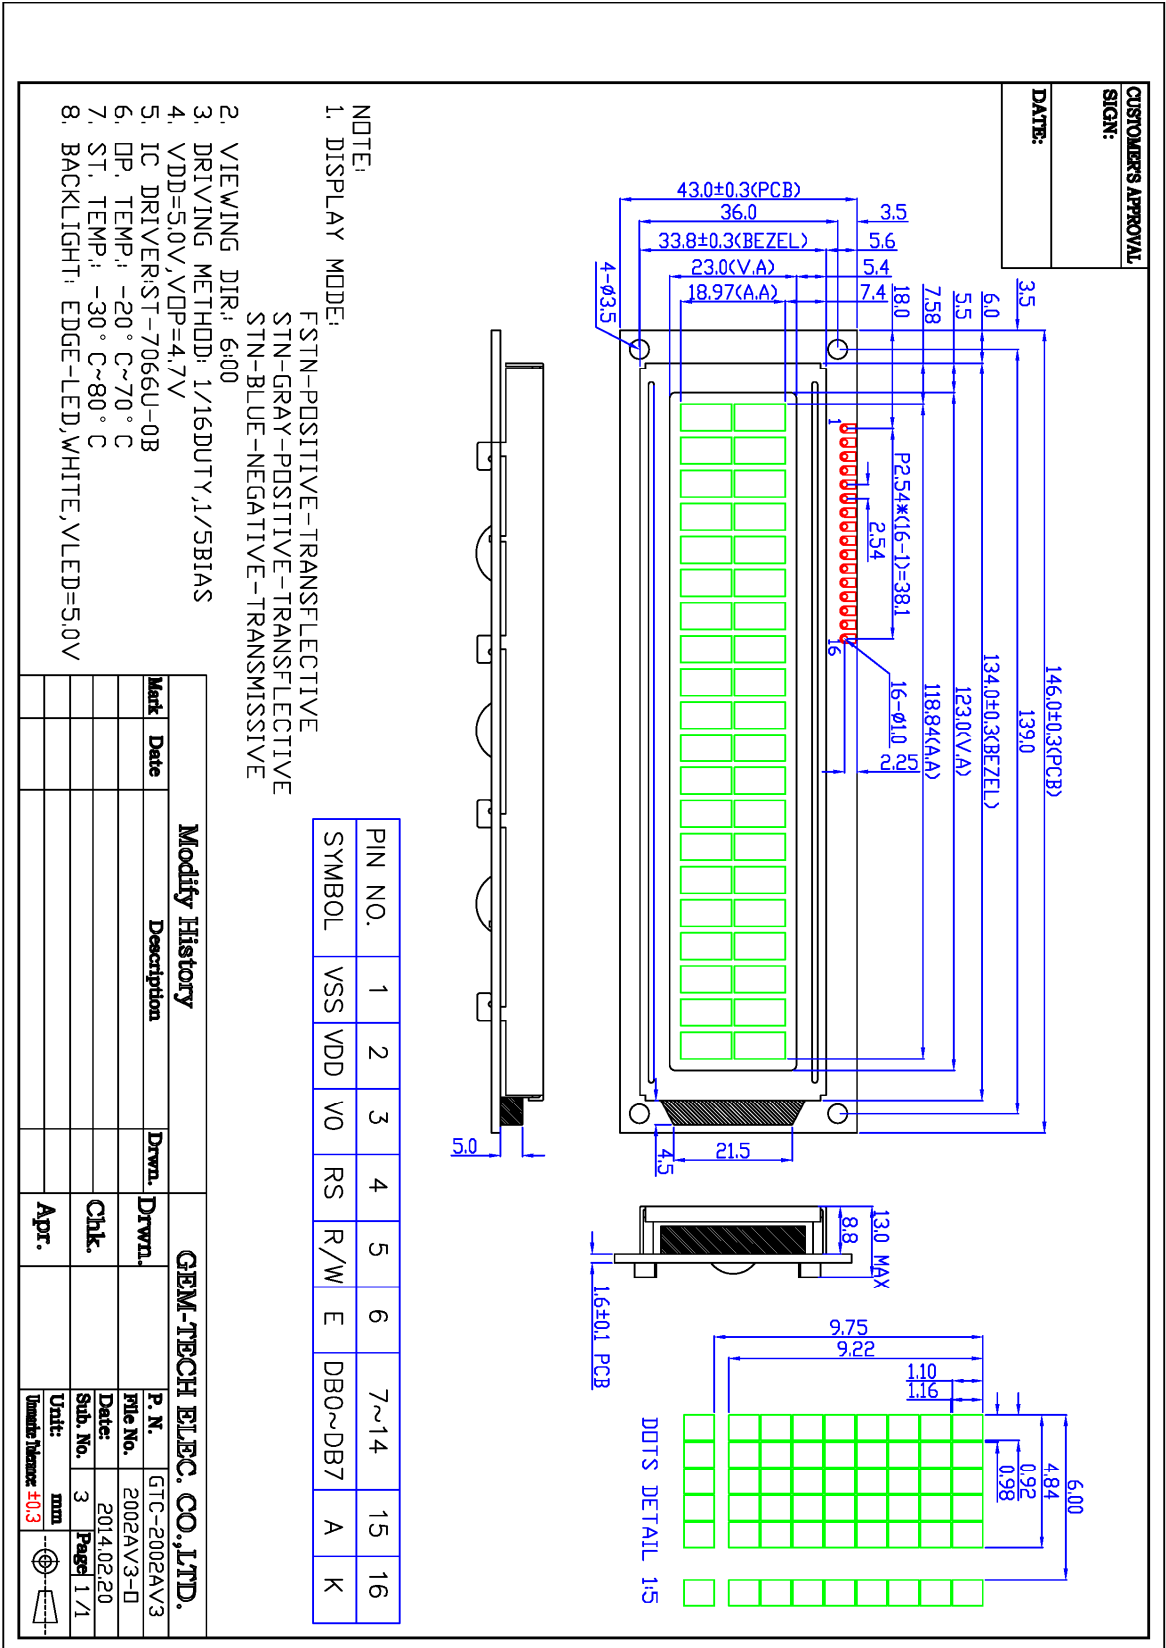 CUSTOMER'S APPROVAL
SIGN:
DATE:
3.5
146.0±0.3(PCB)
139.0
6.0
134.0±0.3(BEZEL)
5.5
123.0(V.A)
7.58
118.84(A.A)
18.0
P2.54*(16-1)=38.1
2.54
16-ø1.0
2.25
1
16
43.0±0.3(PCB)
3.5
36.0
33.8±0.3(BEZEL)
5.6
23.0(V.A)
5.4
18.97(A.A)
7.4
4-ø3.5
21.5
4.5
5.0
13.0 MAX
8.8
1.6±0.1 PCB
6.00
4.84
0.92
0.98
9.75
9.22
1.10
1.16
DOTS DETAIL 1:5
NOTE:
1. DISPLAY MODE:
FSTN-POSITIVE-TRANSFLECTIVE
STN-GRAY-POSITIVE-TRANSFLECTIVE
STN-BLUE-NEGATIVE-TRANSMISSIVE
2. VIEWING DIR.: 6:00
3. DRIVING METHOD: 1/16DUTY,1/5BIAS
4. VDD=5.0V,VOP=4.7V
5. IC DRIVER:ST-7066U-0B
6. OP. TEMP.: -20°C~70°C
7. ST. TEMP.: -30°C~80°C
8. BACKLIGHT: EDGE-LED,WHITE,VLED=5.0V
PIN NO. 1 2 3 4 5 6 7~14 15 16
SYMBOL VSS VDD VO RS R/W E DB0~DB7 A K
Modify History
Mark Date Description Drwn.
GEM-TECH ELEC. CO.,LTD.
Drwn.
P. N. GTC-2002AV3
File No. 2002AV3-0
Chk.
Date: 2014.02.20
Sub. No. 3 Page 1 /1
Apr.
Unit: mm
Unmaric Tolerance: ±0.3